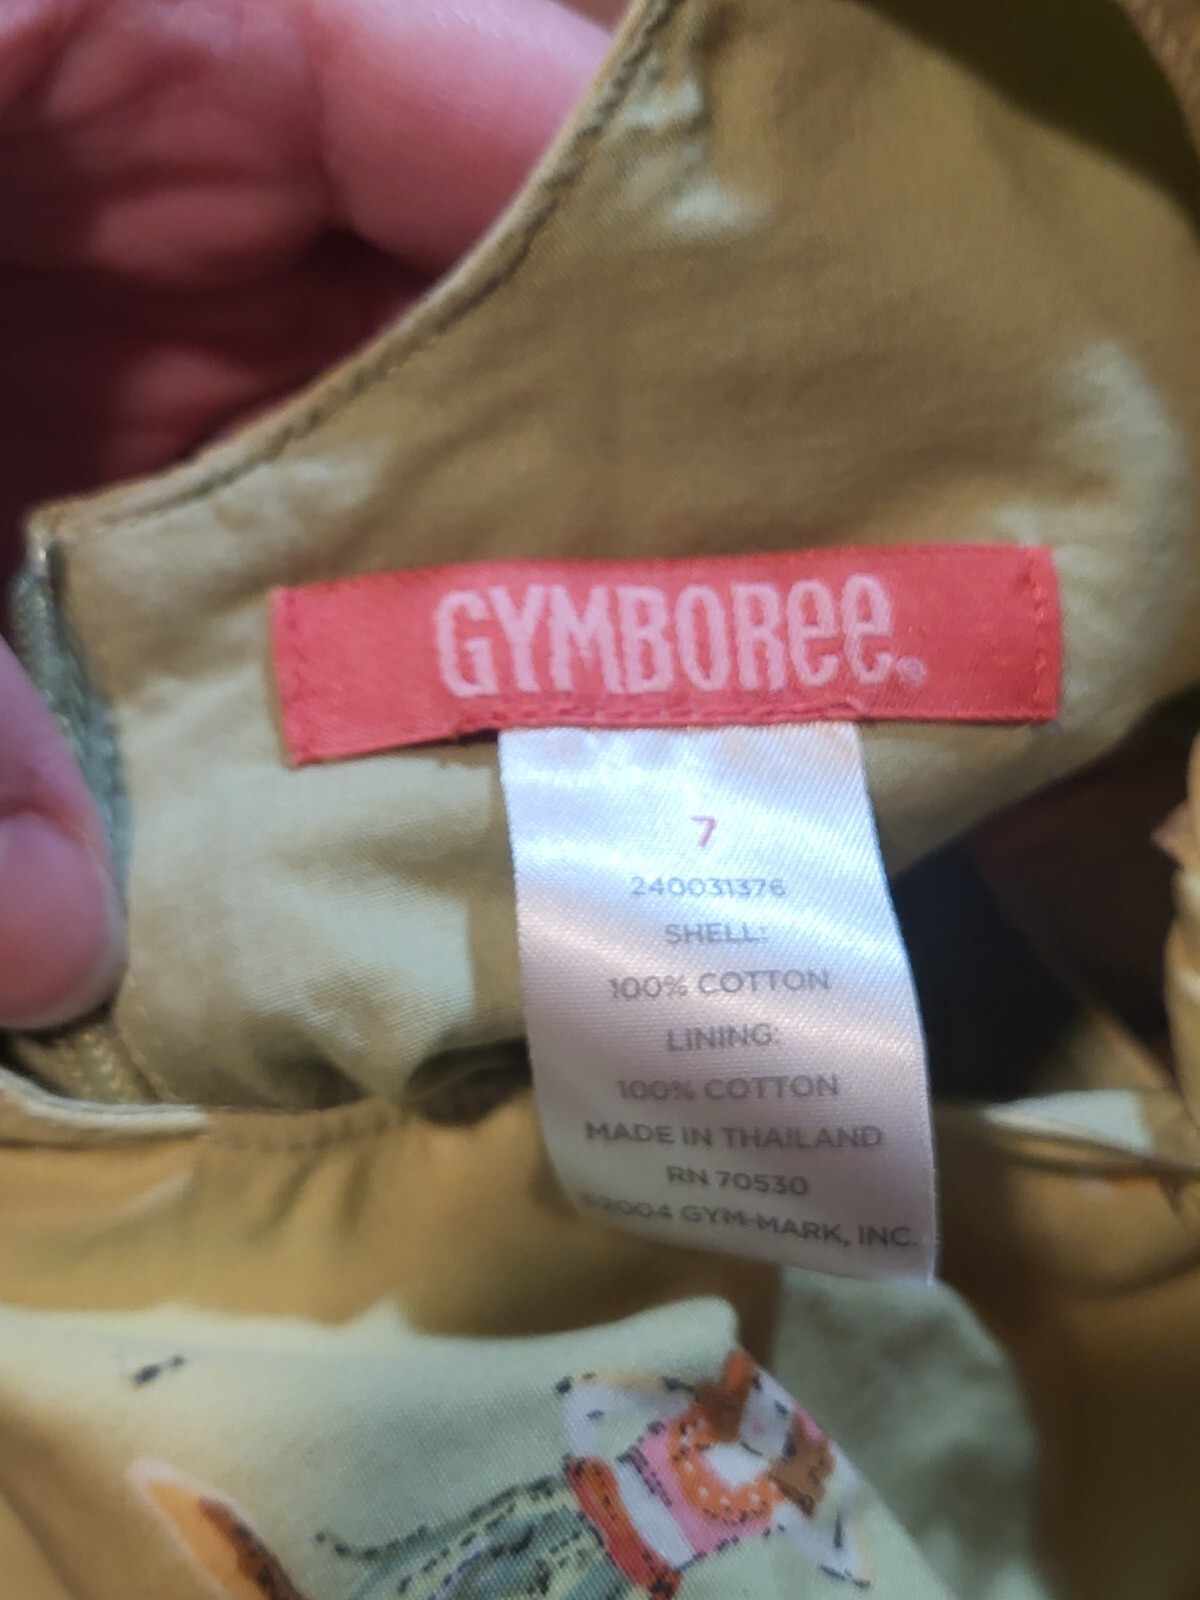 GYMBOREE®
7
240031376
SHELL:
100% COTTON
LINING:
100% COTTON
MADE IN THAILAND
RN 70530
©2004 GYM-MARK, INC.